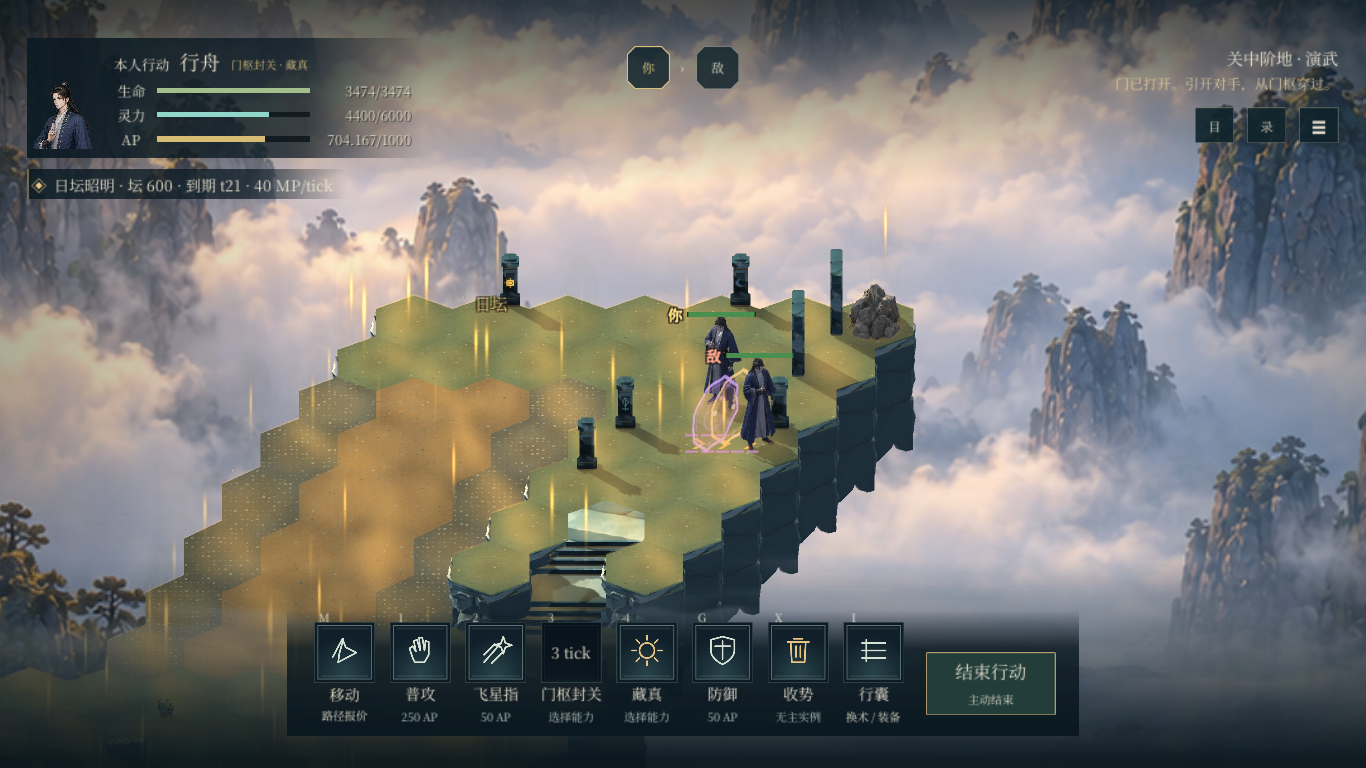 本人行动 行舟 门枢封关 · 藏真
生命 3474/3474
灵力 4400/6000
AP 704.167/1000
日坛昭明 · 坛 600 · 到期 t21 · 40 MP/tick
你 › 敌
关中阶地 · 演武
门已打开。引开对手，从门枢穿过。
目 录
日坛
你
敌
M 1 2 3 4 G X I
3 tick
移动 普攻 飞星指 门枢封关 藏真 防御 收势 行囊
路径报价 250 AP 50 AP 选择能力 选择能力 50 AP 无主实例 换术 / 装备
结束行动
主动结束